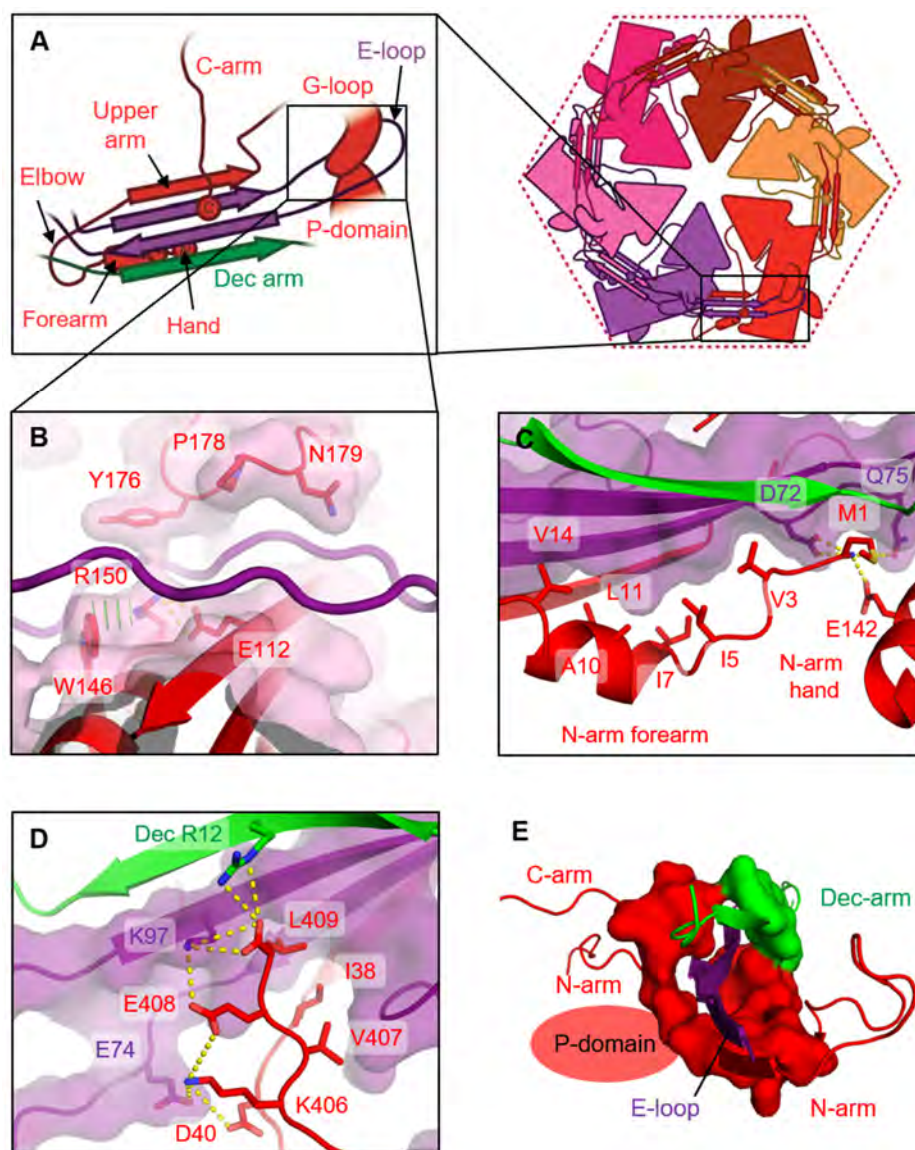 A
C-arm
G-loop
E-loop
Upper
arm
Elbow
P-domain
Dec arm
Forearm
Hand
B
P178
N179
Y176
R150
E112
W146
C
Q75
D72
M1
V14
L11
V3
E142
A10
I7
I5
N-arm
hand
N-arm forearm
D
Dec R12
K97
L409
I38
E408
V407
E74
K406
D40
E
C-arm
Dec-arm
N-arm
P-domain
E-loop
N-arm